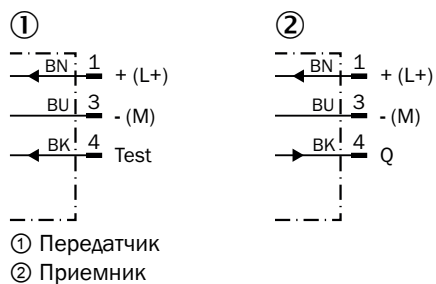 ① ②
BN 1 + (L+) BN 1 + (L+)
BU 3 - (M) BU 3 - (M)
BK 4 Test BK 4 Q
① Передатчик
② Приемник